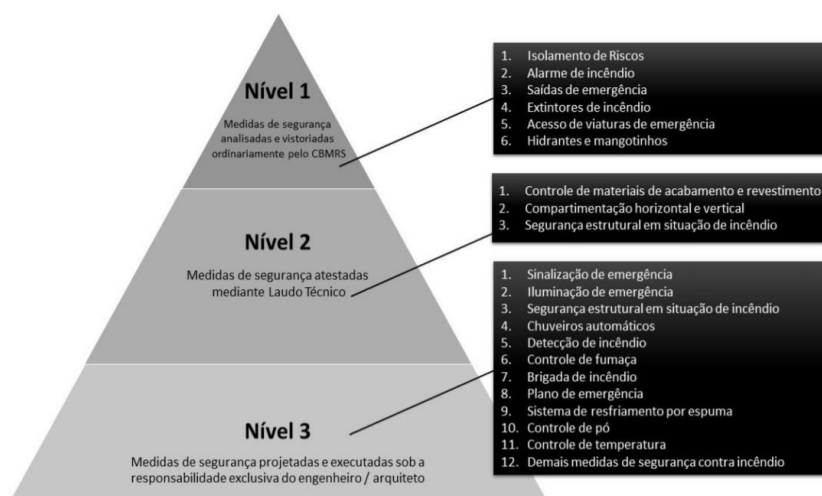 Nível 1
Medidas de segurança
analisadas e vistoriadas
ordinariamente pelo CBMRS
1. Isolamento de Riscos
2. Alarme de incêndio
3. Saídas de emergência
4. Extintores de incêndio
5. Acesso de viaturas de emergência
6. Hidrantes e mangotinhos
Nível 2
Medidas de segurança atestadas
mediante Laudo Técnico
1. Controle de materiais de acabamento e revestimento
2. Compartimentação horizontal e vertical
3. Segurança estrutural em situação de incêndio
Nível 3
Medidas de segurança projetadas e executadas sob a
responsabilidade exclusiva do engenheiro / arquiteto
1. Sinalização de emergência
2. Iluminação de emergência
3. Segurança estrutural em situação de incêndio
4. Chuveiros automáticos
5. Detecção de incêndio
6. Controle de fumaça
7. Brigada de incêndio
8. Plano de emergência
9. Sistema de resfriamento por espuma
10. Controle de pó
11. Controle de temperatura
12. Demais medidas de segurança contra incêndio